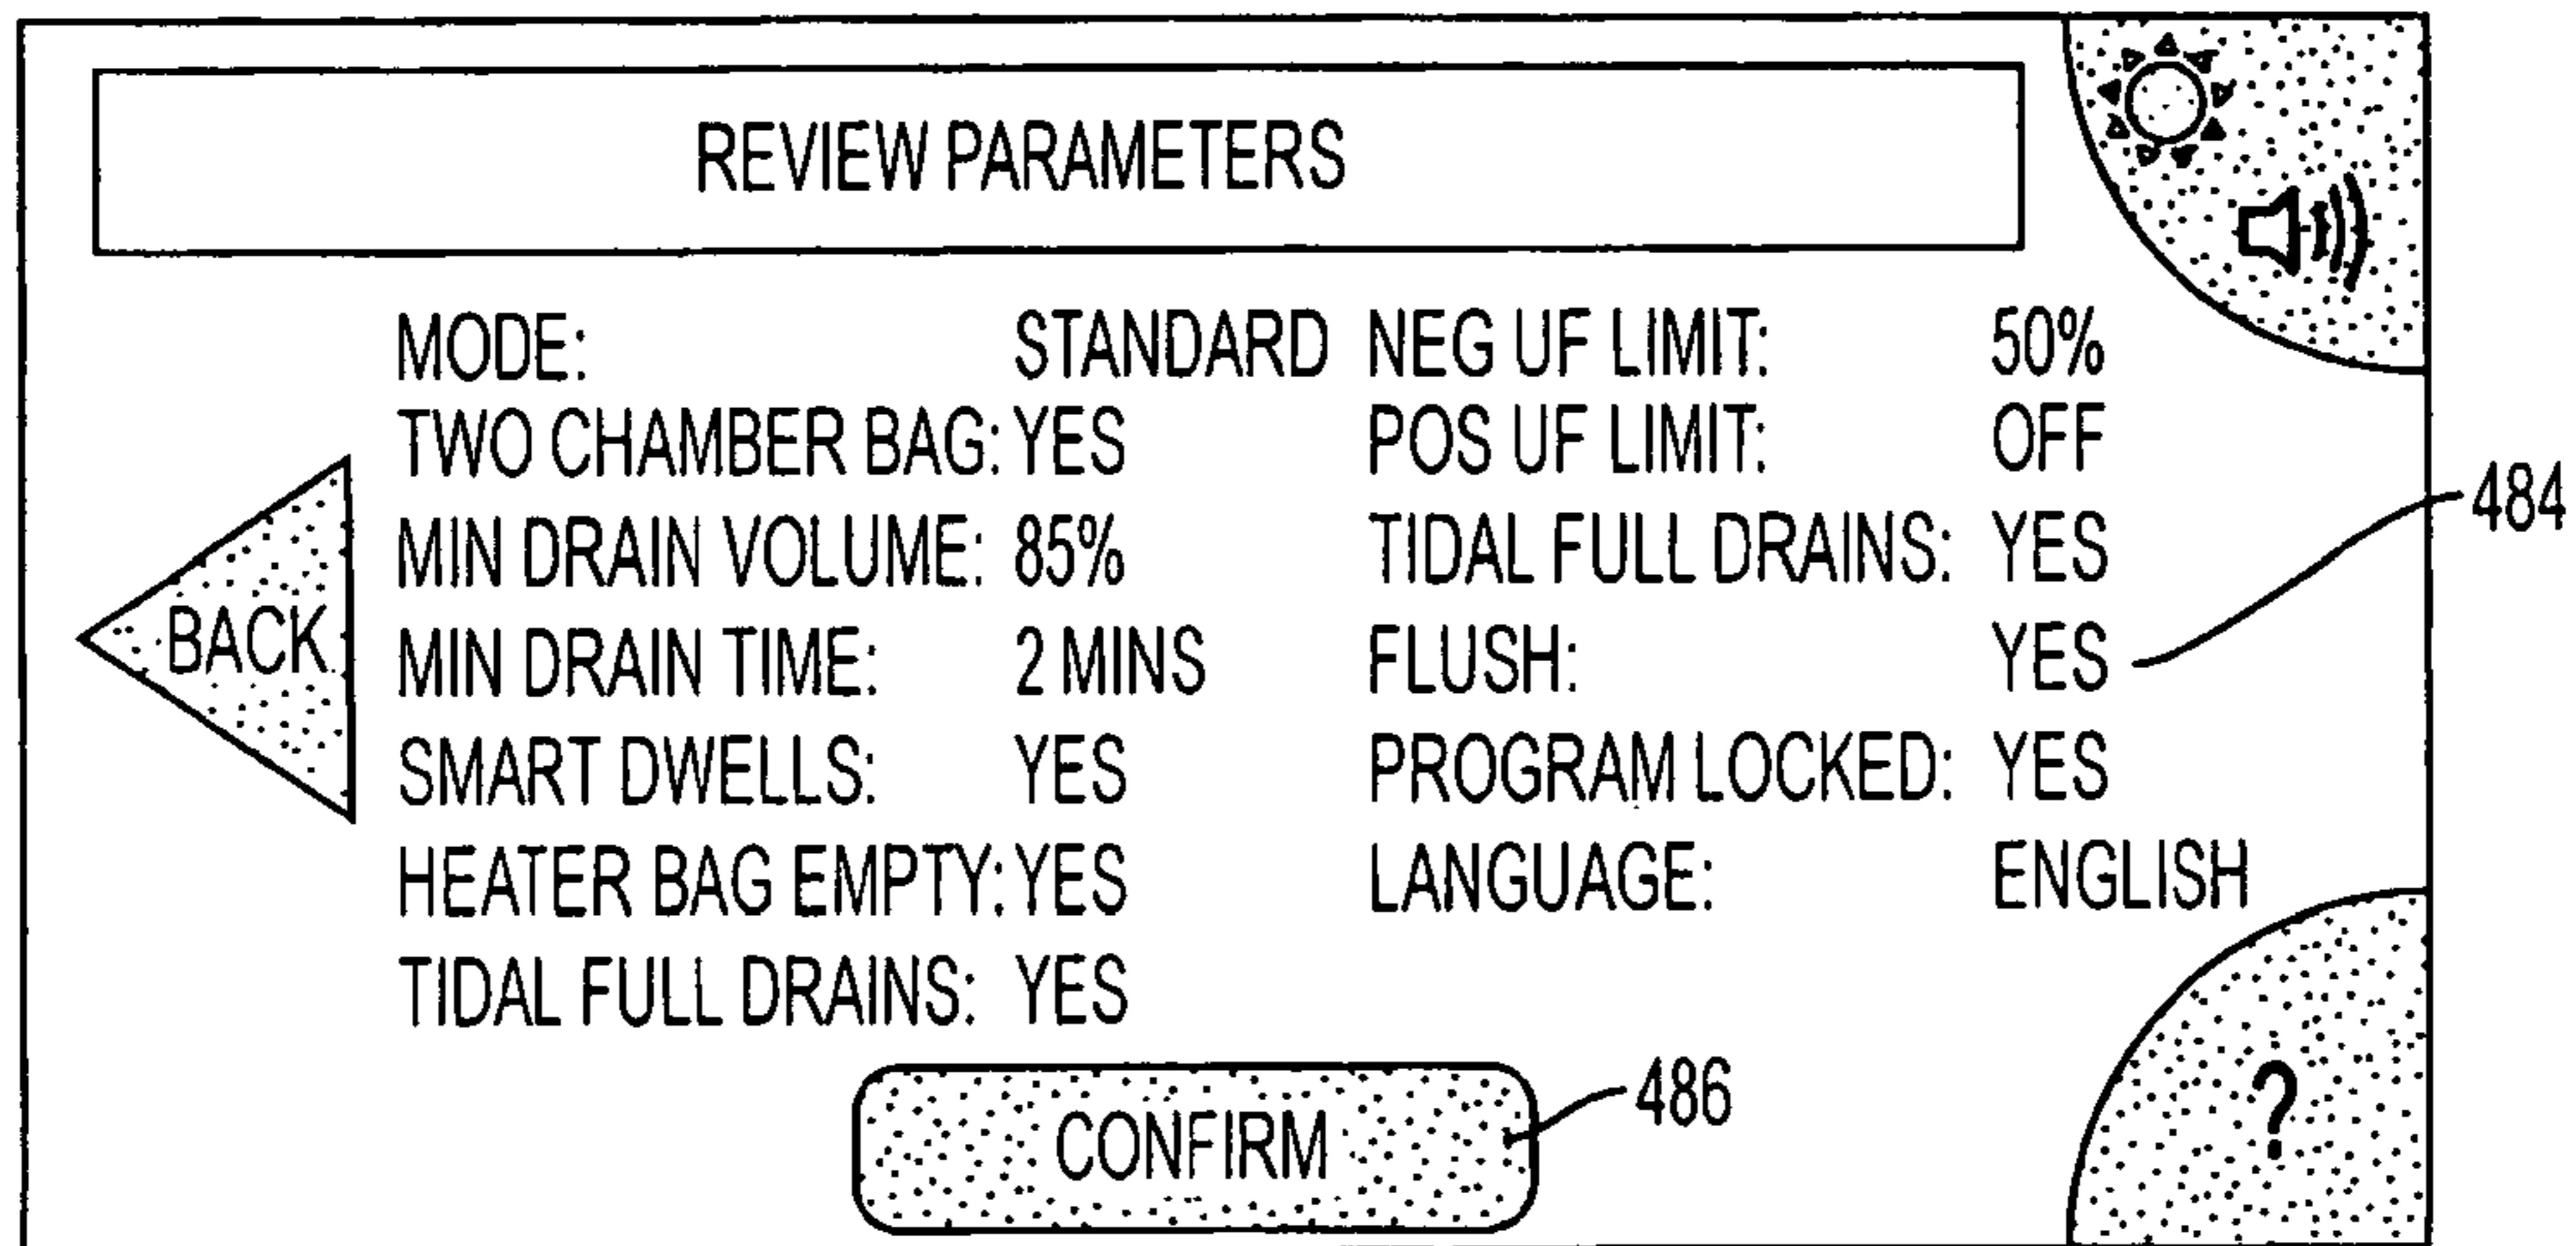 REVIEW PARAMETERS
MODE: STANDARD NEG UF LIMIT: 50%
TWO CHAMBER BAG: YES POS UF LIMIT: OFF
MIN DRAIN VOLUME: 85% TIDAL FULL DRAINS: YES
484
BACK MIN DRAIN TIME: 2 MINS FLUSH: YES
SMART DWELLS: YES PROGRAM LOCKED: YES
HEATER BAG EMPTY: YES LANGUAGE: ENGLISH
TIDAL FULL DRAINS: YES
CONFIRM 486
?